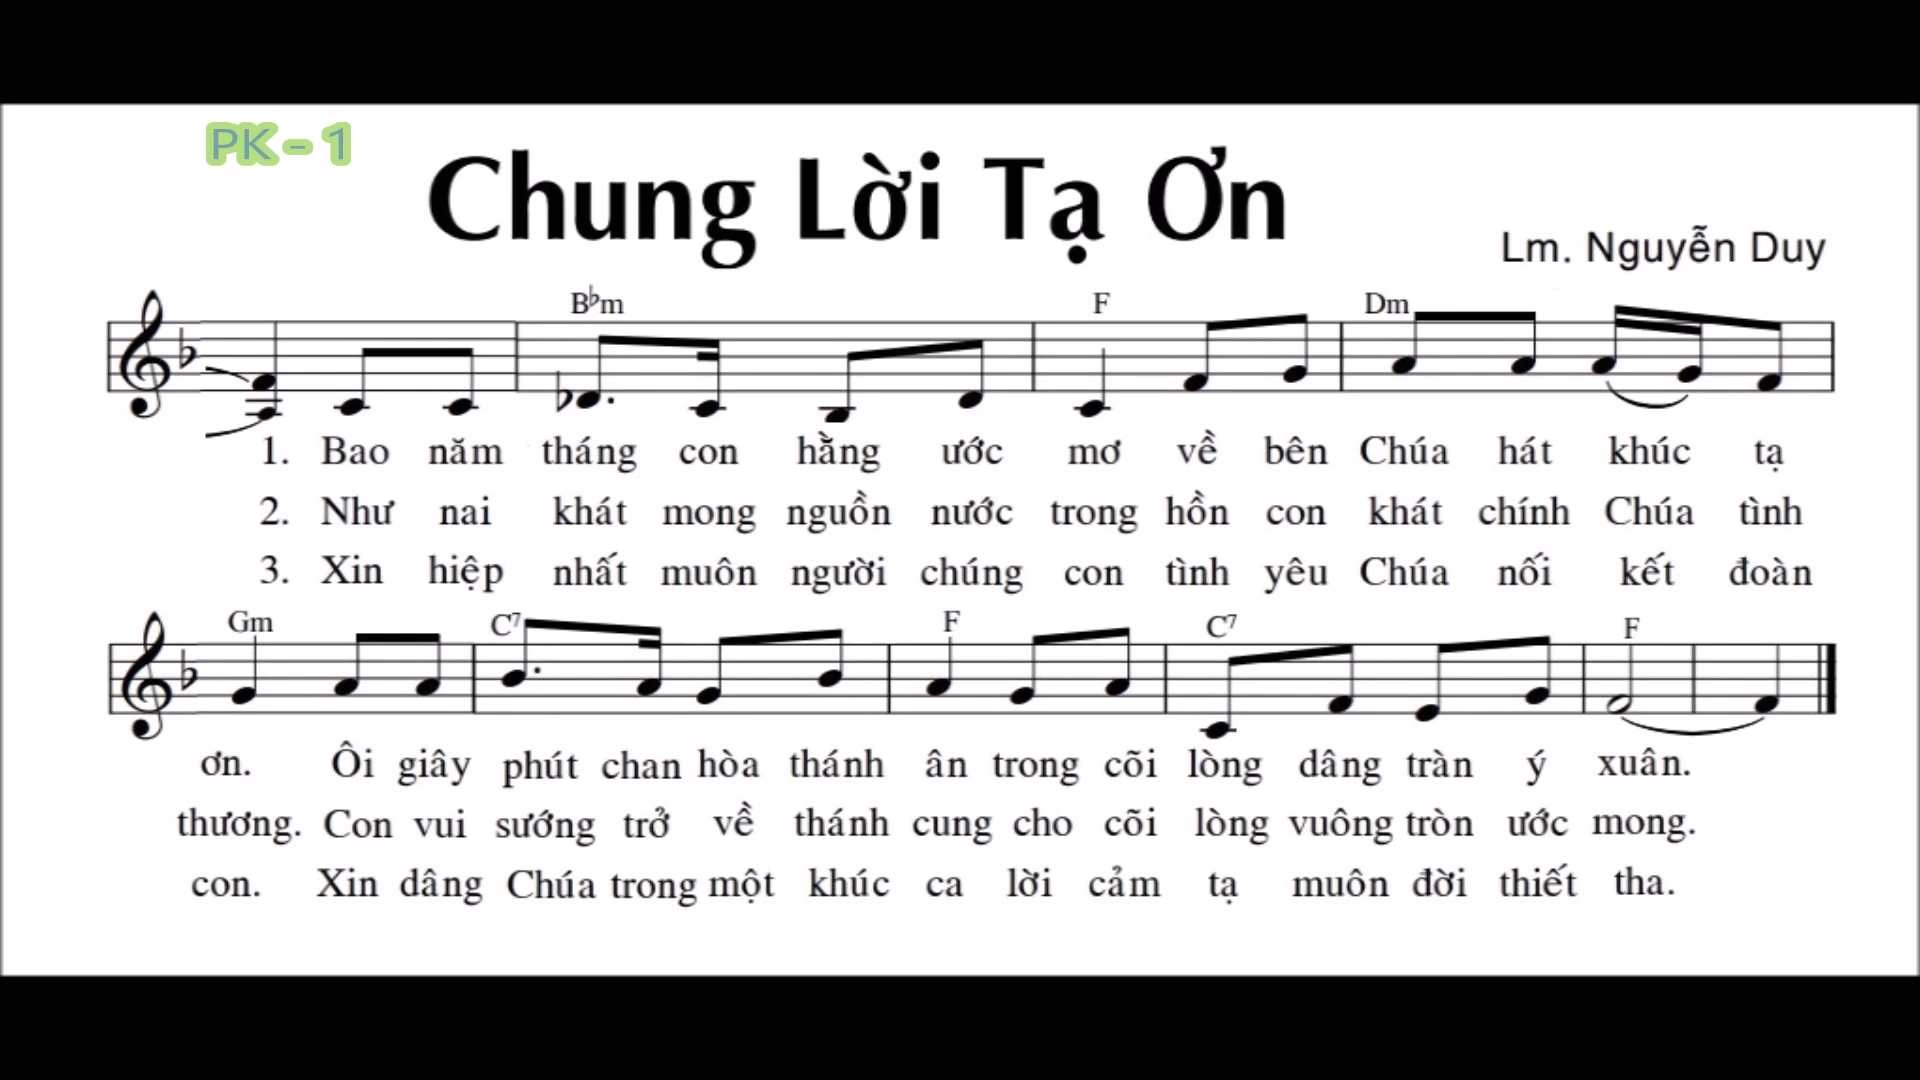 PK - 1
Chung Lời Tạ Ơn
Lm. Nguyễn Duy
B♭m F Dm
1. Bao năm tháng con hằng ước mơ về bên Chúa hát khúc tạ
2. Như nai khát mong nguồn nước trong hồn con khát chính Chúa tình
3. Xin hiệp nhất muôn người chúng con tình yêu Chúa nối kết đoàn
Gm C7 F C7 F
ơn. Ôi giây phút chan hòa thánh ân trong cõi lòng dâng tràn ý xuân.
thương. Con vui sướng trở về thánh cung cho cõi lòng vuông tròn ước mong.
con. Xin dâng Chúa trong một khúc ca lời cảm tạ muôn đời thiết tha.